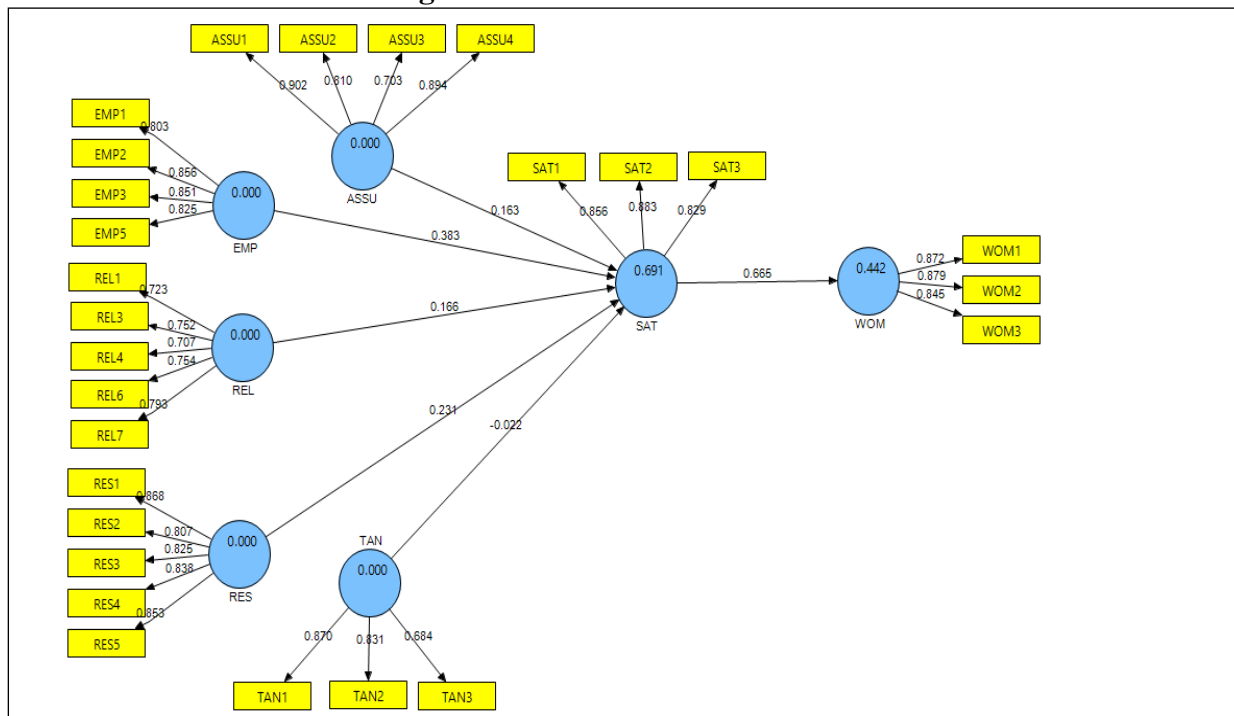 g
ASSU1
ASSU2
ASSU3
ASSU4
0.902
0.810
0.703
0.894
0.000
ASSU
EMP1
EMP2
EMP3
EMP5
0.803
0.856
0.851
0.825
0.000
EMP
SAT1
SAT2
SAT3
0.856
0.883
0.829
0.163
0.383
0.691
SAT
0.665
0.442
WOM
0.872
0.879
0.845
WOM1
WOM2
WOM3
REL1
REL3
REL4
REL6
REL7
0.723
0.752
0.707
0.754
0.793
0.000
REL
0.166
0.231
-0.022
RES1
RES2
RES3
RES4
RES5
0.868
0.807
0.825
0.838
0.853
0.000
RES
TAN
0.000
0.870
0.831
0.684
TAN1
TAN2
TAN3